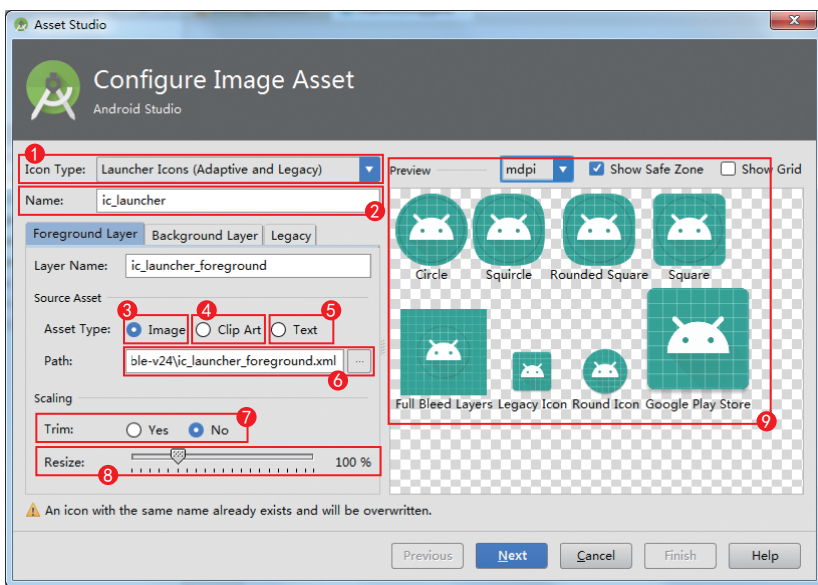 Asset Studio
Configure Image Asset
Android Studio
1
Icon Type: Launcher Icons (Adaptive and Legacy)
Name: ic_launcher
2
Foreground Layer Background Layer Legacy
Layer Name: ic_launcher_foreground
Source Asset
3 4 5
Asset Type: Image Clip Art Text
Path: ble-v24\ic_launcher_foreground.xml ...
6
Scaling
7
Trim: Yes No
Resize: 100 %
8
Preview mdpi Show Safe Zone Show Grid
Circle Squircle Rounded Square Square
Full Bleed Layers Legacy Icon Round Icon Google Play Store
9
An icon with the same name already exists and will be overwritten.
Previous Next Cancel Finish Help